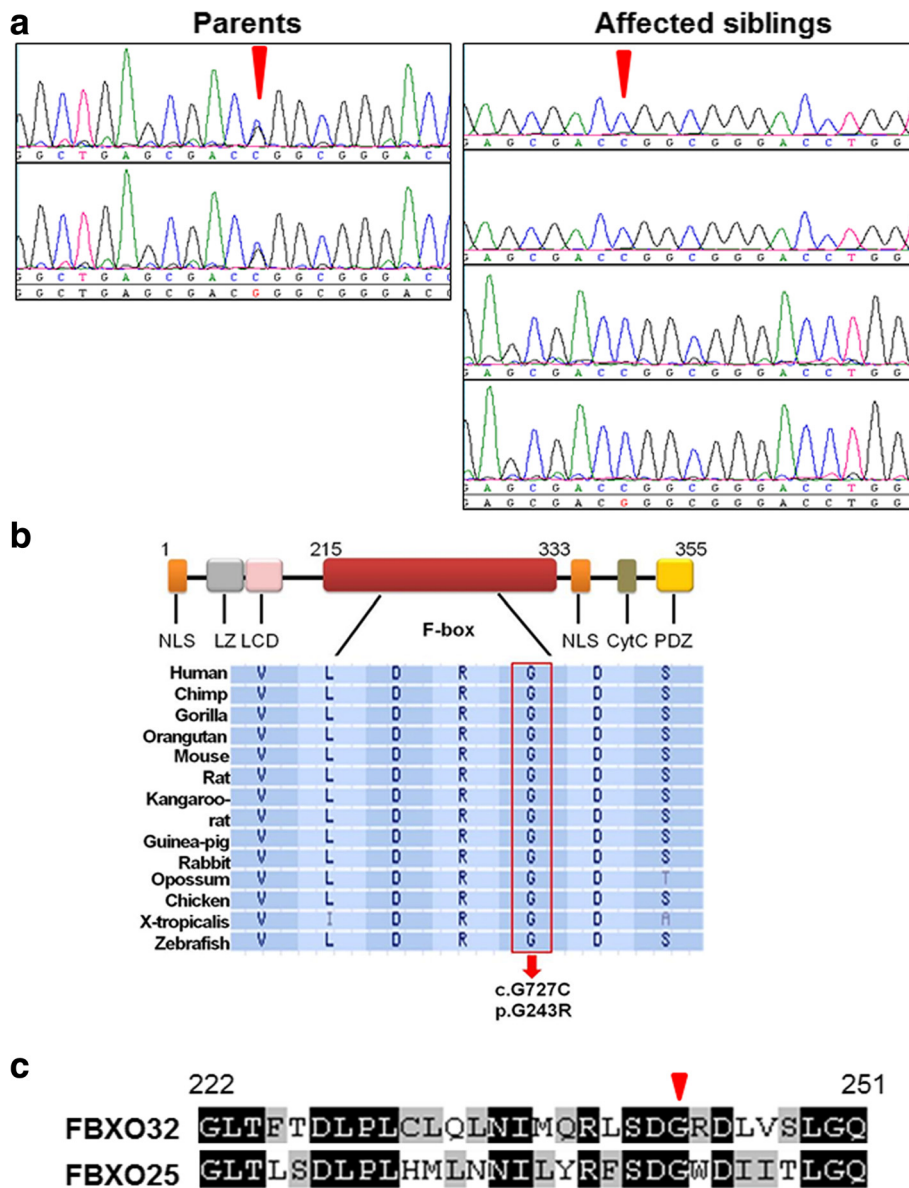 a
Parents
Affected siblings
G G C T G A G C G A C C G G C G G G A C C
G G C T G A G C G A C C G G C G G G A C C
G G C T G A G C G A C G G G C G G G A C C
G A G C G A C C G G C G G G A C C T G G
G A G C G A C C G G C G G G A C C T G G
G A G C G A C C G G C G G G A C C T G G
G A G C G A C C G G C G G G A C C T G G
G A G C G A C G G G C G G G A C C T G G
b
1 215 333 355
NLS LZ LCD F-box NLS CytC PDZ
Human V L D R G D S
Chimp V L D R G D S
Gorilla V L D R G D S
Orangutan V L D R G D S
Mouse V L D R G D S
Rat V L D R G D S
Kangaroo- V L D R G D S
rat V L D R G D S
Guinea-pig V L D R G D S
Rabbit V L D R G D S
Opossum V L D R G D T
Chicken V L D R G D S
X-tropicalis V I D R G D A
Zebrafish V L D R G D S
c.G727C
p.G243R
c
222 251
FBXO32 GLTFTDLPLCLQLNIMQRLSDGRDLVSLGQ
FBXO25 GLTLSDLPLHMLNNILYRFSDGWDIITLGQ